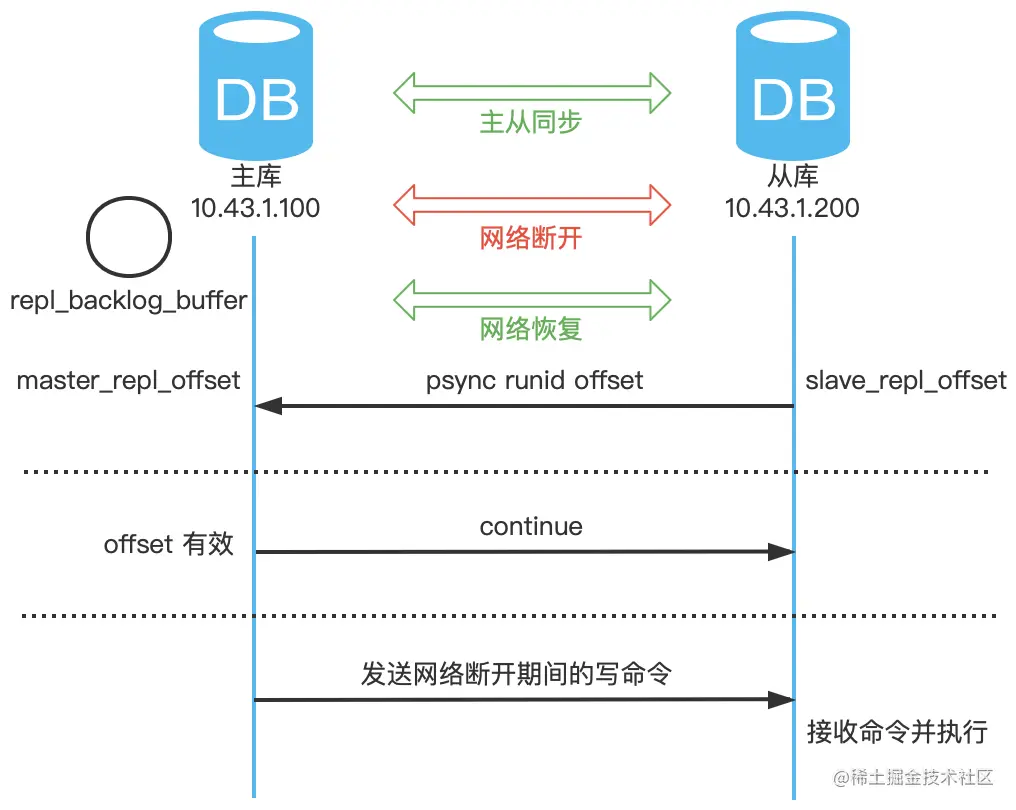 DB
DB
主从同步
主库
从库
10.43.1.100
10.43.1.200
网络断开
repl_backlog_buffer
网络恢复
master_repl_offset
psync runid offset
slave_repl_offset
continue
offset 有效
发送网络断开期间的写命令
接收命令并执行
@稀土掘金技术社区